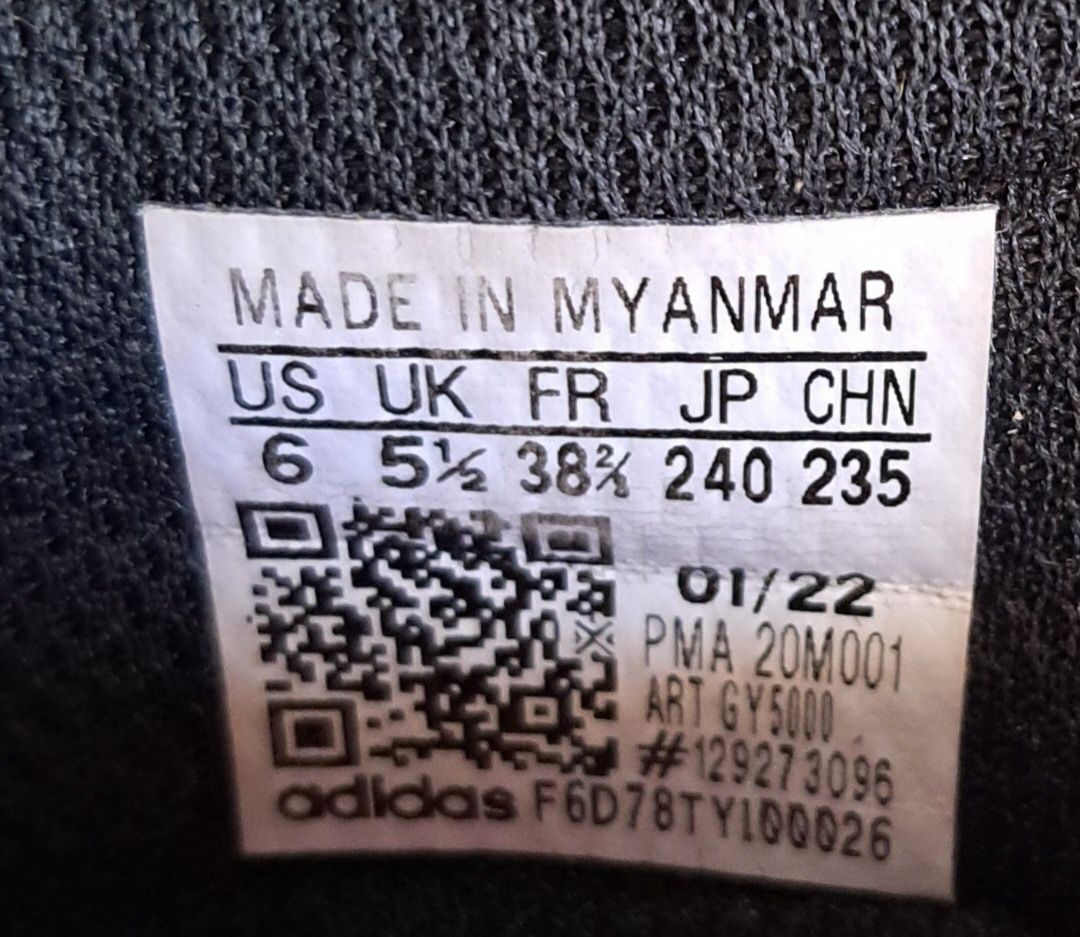 MADE IN MYANMAR
US UK FR JP CHN
6 5½ 38⅔ 240 235
01/22
PMA 20M001
ART GY5000
#129273096
adidas F6D78TY100026